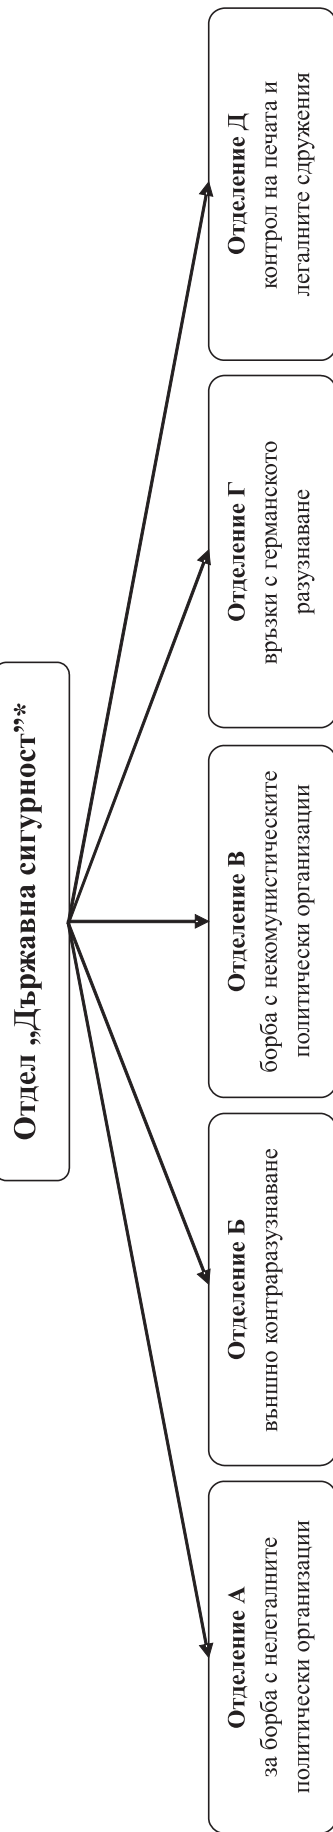 Отдел „Държавна сигурност”*
Отделение А
за борба с нелегалните
политически организации
Отделение Б
външно контраразузнаване
Отделение В
борба с некомунистическите
политически организации
Отделение Г
връзки с германското
разузнаване
Отделение Д
контрол на печата и
легалните сдружения